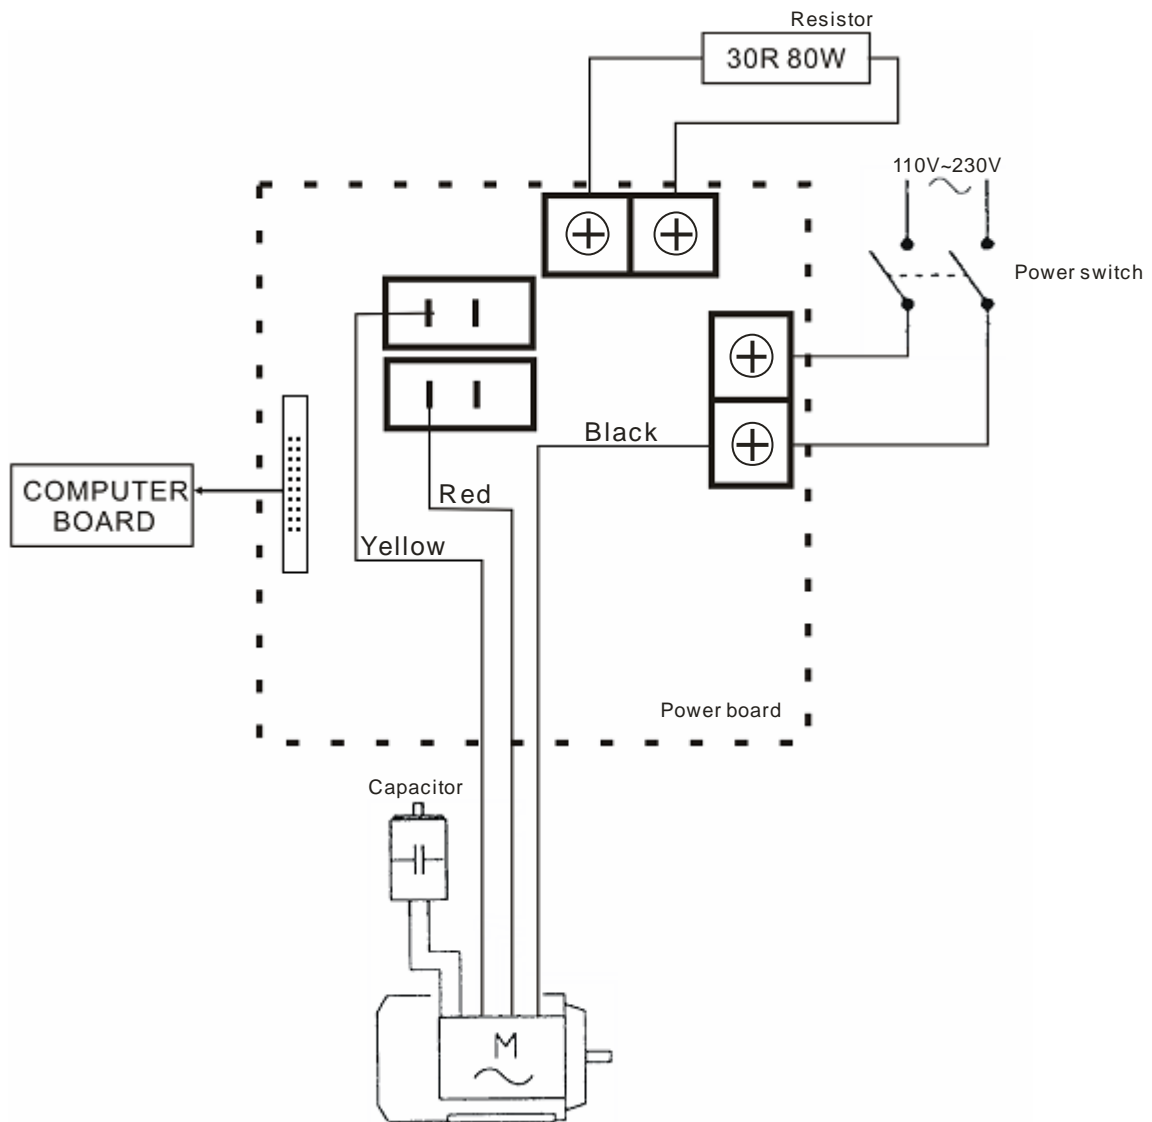 Resistor
30R 80W
110V~230V
Power switch
Black
Red
COMPUTER
BOARD
Yellow
Power board
Capacitor
M